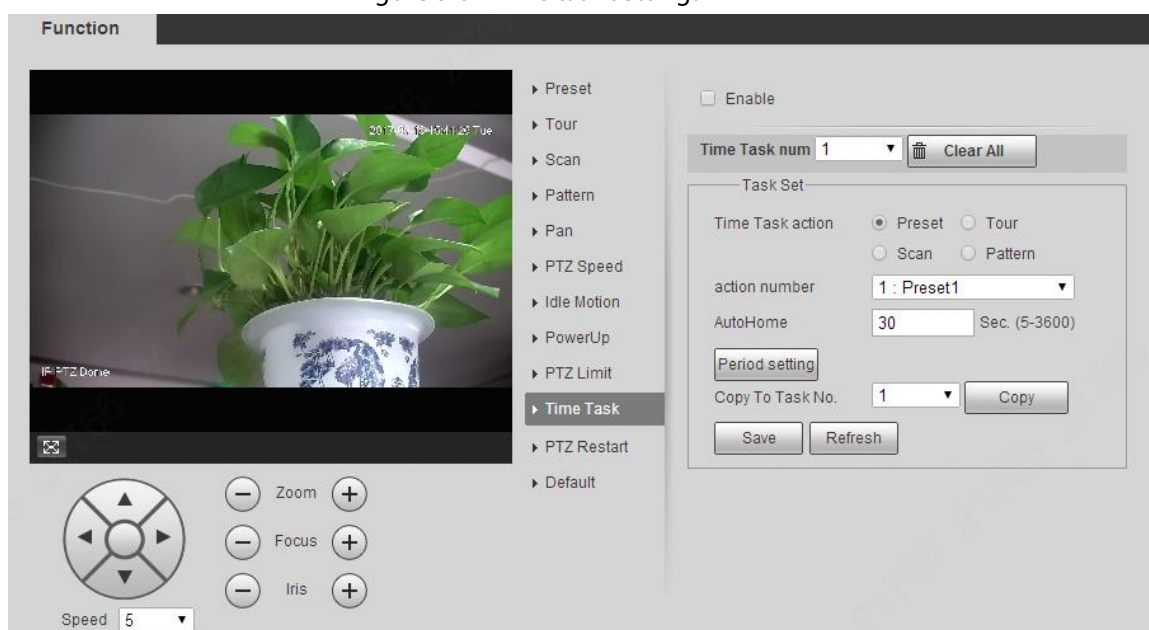 Function
Tue
IP PTZ Dome
Preset
Tour
Scan
Pattern
Pan
PTZ Speed
Idle Motion
PowerUp
PTZ Limit
Time Task
PTZ Restart
Default
Enable
Time Task num 1 Clear All
Task Set
Time Task action Preset Tour
Scan Pattern
action number 1 : Preset1
AutoHome 30 Sec. (5-3600)
Period setting
Copy To Task No. 1 Copy
Save Refresh
Zoom
Focus
Iris
Speed 5